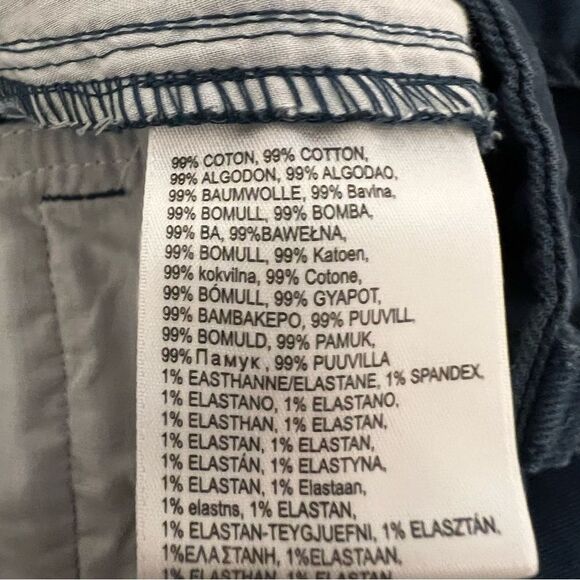 99% COTON, 99% COTTON,
99% ALGODON, 99% ALGODAO,
99% BAUMWOLLE, 99% Bavlna,
99% BOMULL, 99% BOMBA,
99% BA, 99%BAWEŁNA,
99% BOMULL, 99% Katoen,
99% kokvilna, 99% Cotone,
99% BÓMULL, 99% GYAPOT,
99% BAMBAKEPO, 99% PUUVILL,
99% BOMULD, 99% PAMUK,
99% Памук, 99% PUUVILLA
1% EASTHANNE/ELASTANE, 1% SPANDEX,
1% ELASTANO, 1% ELASTANO,
1% ELASTHAN, 1% ELASTAN,
1% ELASTAN, 1% ELASTAN,
1% ELASTÁN, 1% ELASTYNA,
1% ELASTAN, 1% Elastaan,
1% elastns, 1% ELASTAN,
1% ELASTAN-TEYGJUEFNI, 1% ELASZTÁN,
1%ΕΛΑΣΤΑΝΗ, 1%ELASTAAN,
1% ELASTHAN, 1% ELASTAN